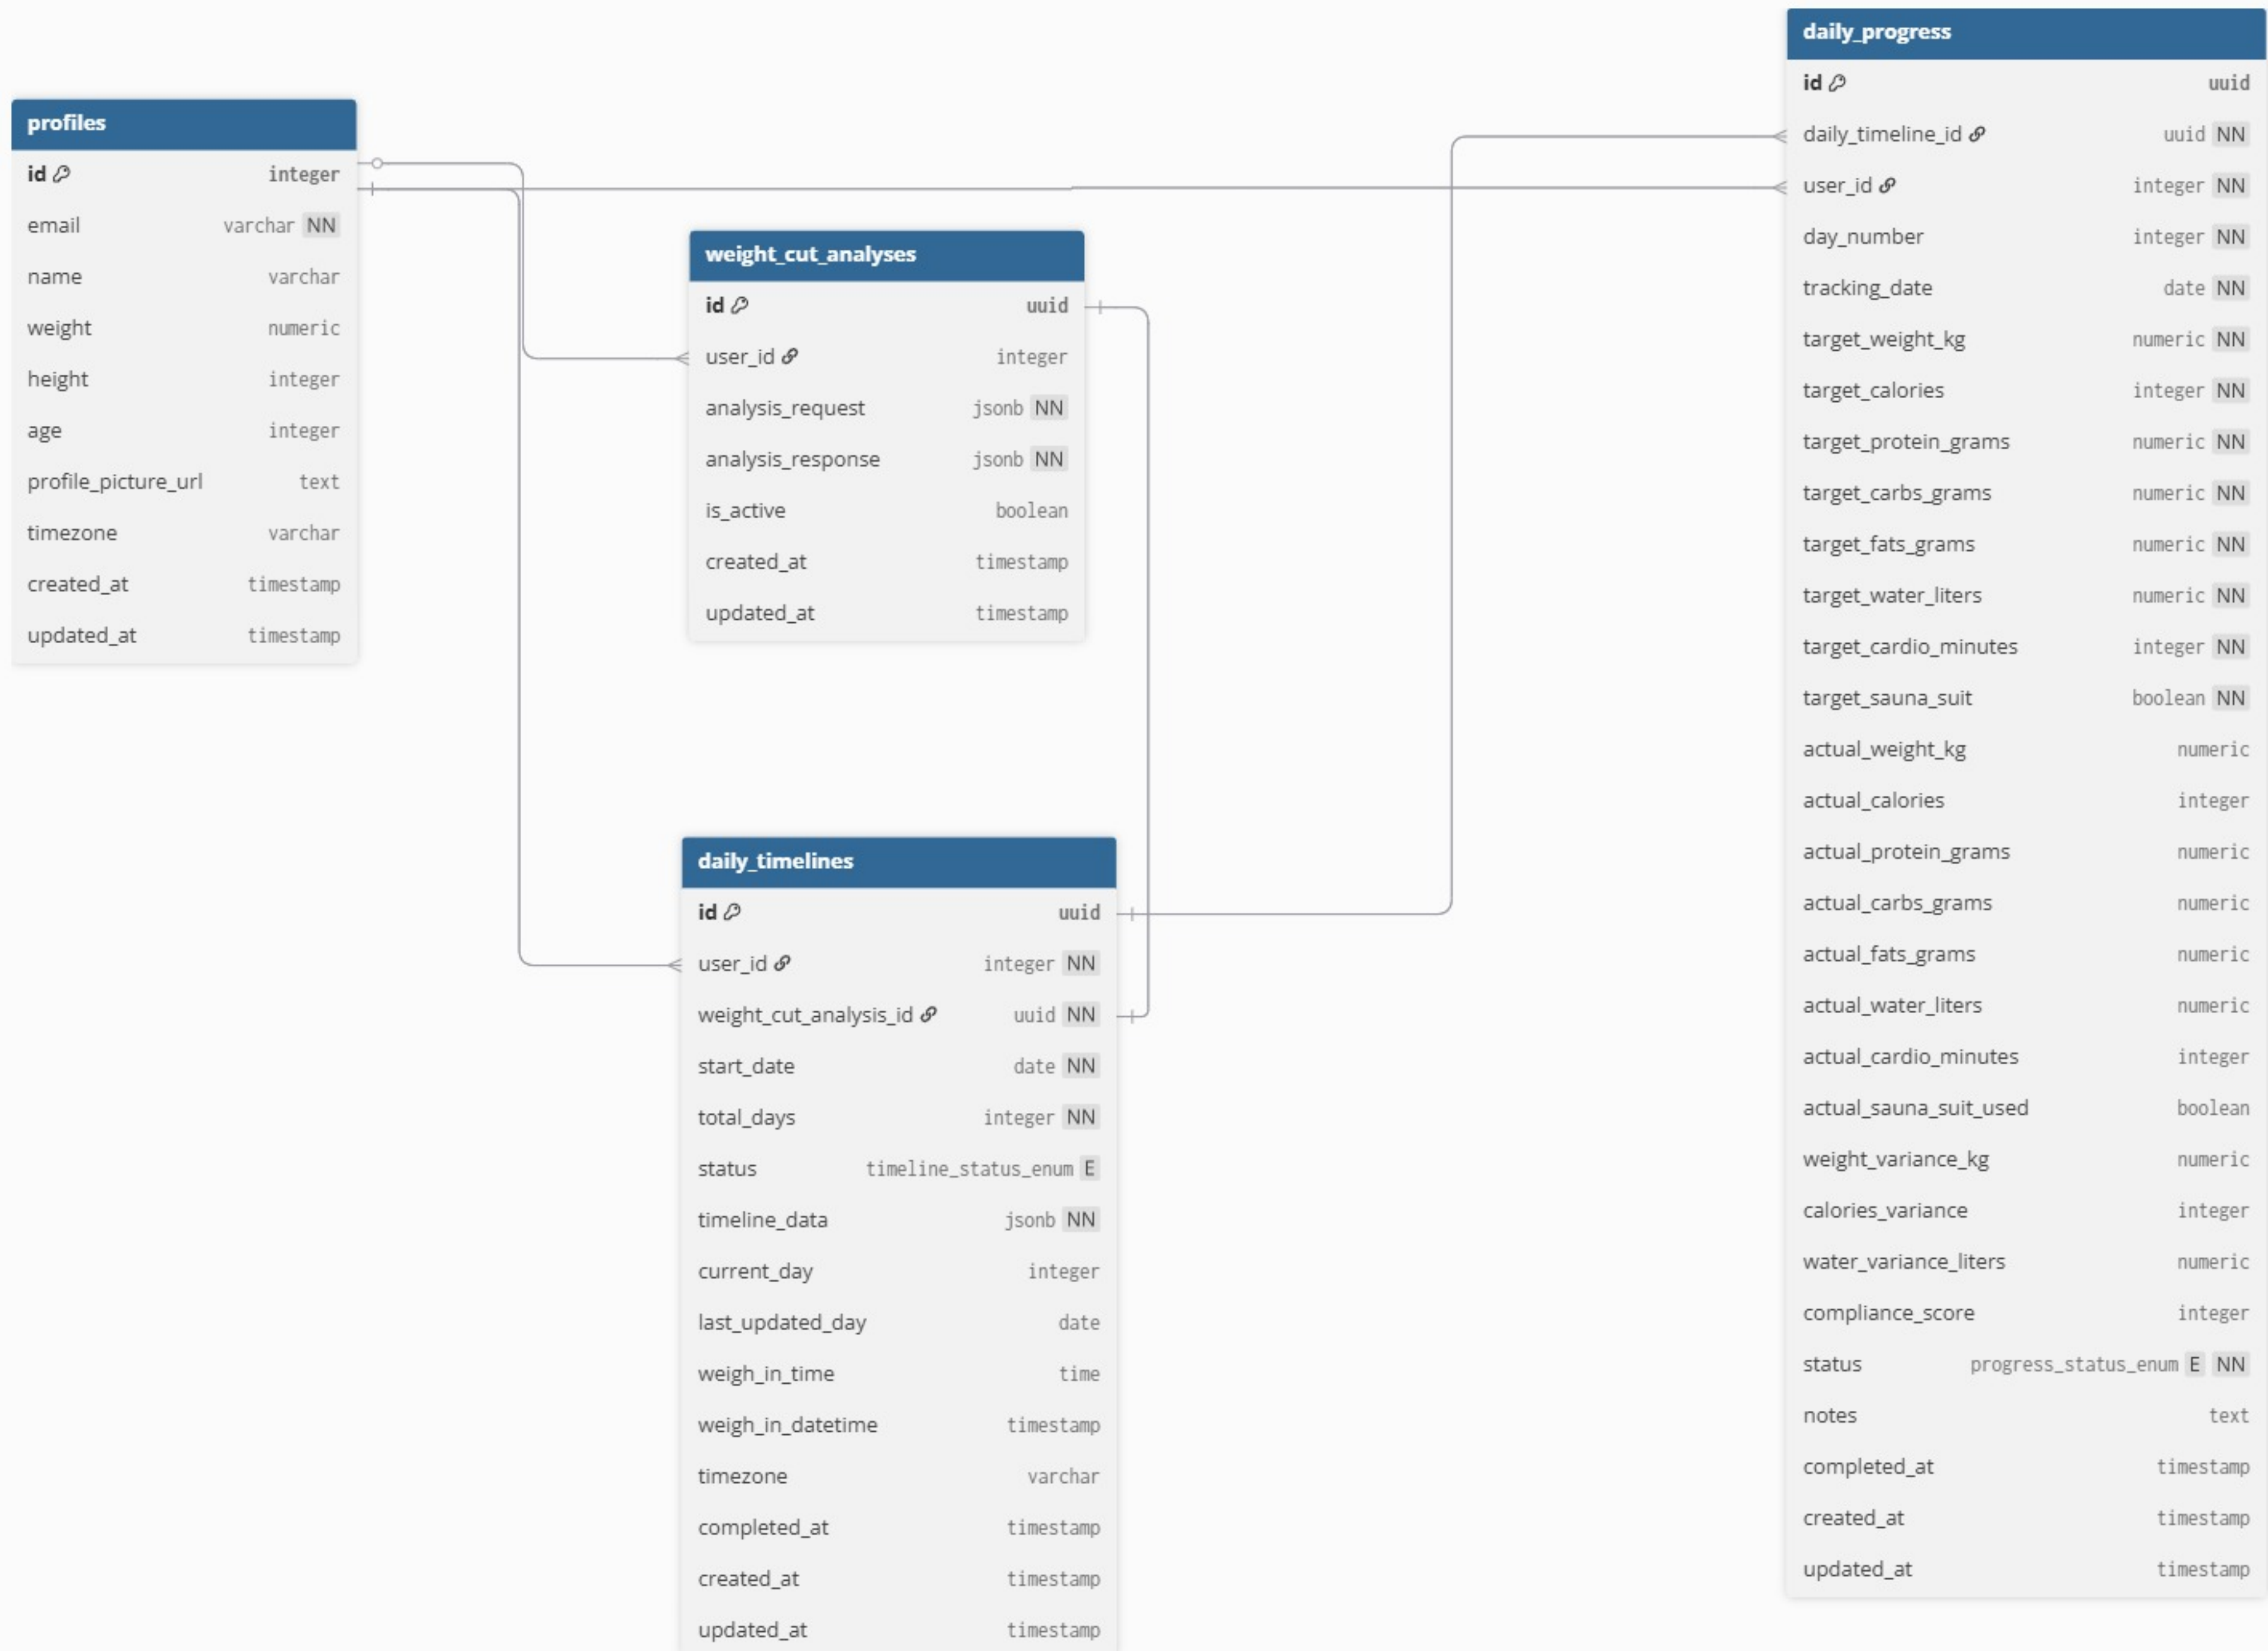 profiles
id integer
email varchar NN
name varchar
weight numeric
height integer
age integer
profile_picture_url text
timezone varchar
created_at timestamp
updated_at timestamp
weight_cut_analyses
id uuid
user_id integer
analysis_request jsonb NN
analysis_response jsonb NN
is_active boolean
created_at timestamp
updated_at timestamp
daily_timelines
id uuid
user_id integer NN
weight_cut_analysis_id uuid NN
start_date date NN
total_days integer NN
status timeline_status_enum E
timeline_data jsonb NN
current_day integer
last_updated_day date
weigh_in_time time
weigh_in_datetime timestamp
timezone varchar
completed_at timestamp
created_at timestamp
updated_at timestamp
daily_progress
id uuid
daily_timeline_id uuid NN
user_id integer NN
day_number integer NN
tracking_date date NN
target_weight_kg numeric NN
target_calories integer NN
target_protein_grams numeric NN
target_carbs_grams numeric NN
target_fats_grams numeric NN
target_water_liters numeric NN
target_cardio_minutes integer NN
target_sauna_suit boolean NN
actual_weight_kg numeric
actual_calories integer
actual_protein_grams numeric
actual_carbs_grams numeric
actual_fats_grams numeric
actual_water_liters numeric
actual_cardio_minutes integer
actual_sauna_suit_used boolean
weight_variance_kg numeric
calories_variance integer
water_variance_liters numeric
compliance_score integer
status progress_status_enum E NN
notes text
completed_at timestamp
created_at timestamp
updated_at timestamp